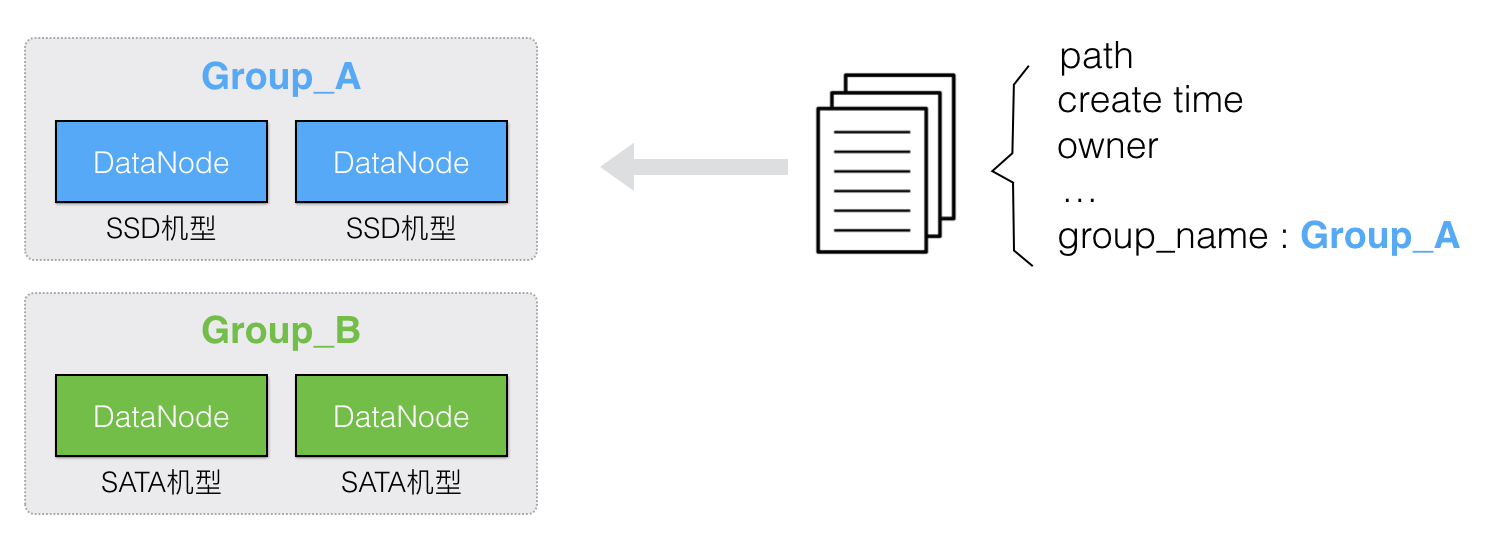 Group_A
DataNode DataNode
SSD机型 SSD机型
Group_B
DataNode DataNode
SATA机型 SATA机型
path
create time
owner
...
group_name : Group_A